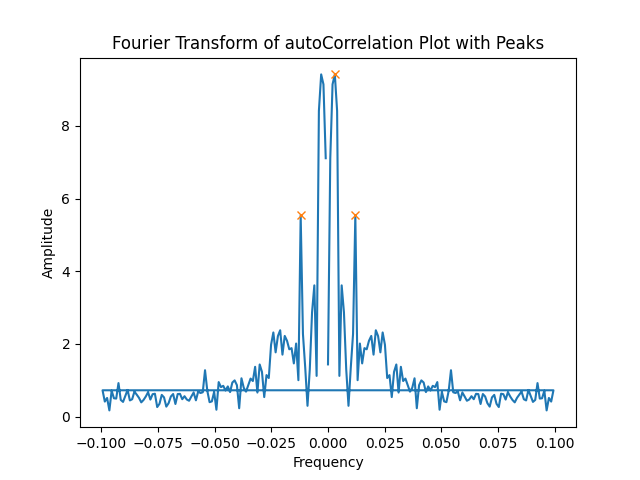 Fourier Transform of autoCorrelation Plot with Peaks
8
6
4
2
0
Amplitude
−0.100 −0.075 −0.050 −0.025 0.000 0.025 0.050 0.075 0.100
Frequency